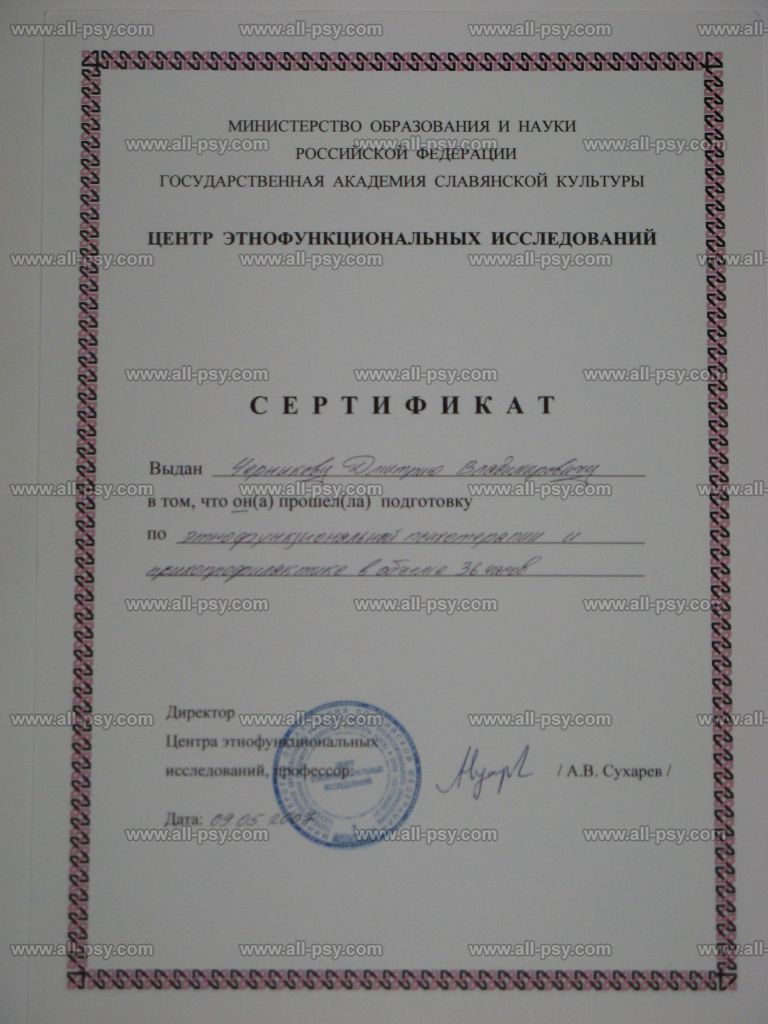 МИНИСТЕРСТВО ОБРАЗОВАНИЯ И НАУКИ
РОССИЙСКОЙ ФЕДЕРАЦИИ
ГОСУДАРСТВЕННАЯ АКАДЕМИЯ СЛАВЯНСКОЙ КУЛЬТУРЫ
ЦЕНТР ЭТНОФУНКЦИОНАЛЬНЫХ ИССЛЕДОВАНИЙ
СЕРТИФИКАТ
Выдан Черникову Дмитрию Владимировичу
в том, что он(а) прошел(ла) подготовку
по этнофункциональной психотерапии и
психопрофилактике в объеме 36 часов
Директор
Центра этнофункциональных
исследований, профессор:
/ А.В. Сухарев /
Дата: 09.05 2007
www.all-psy.com